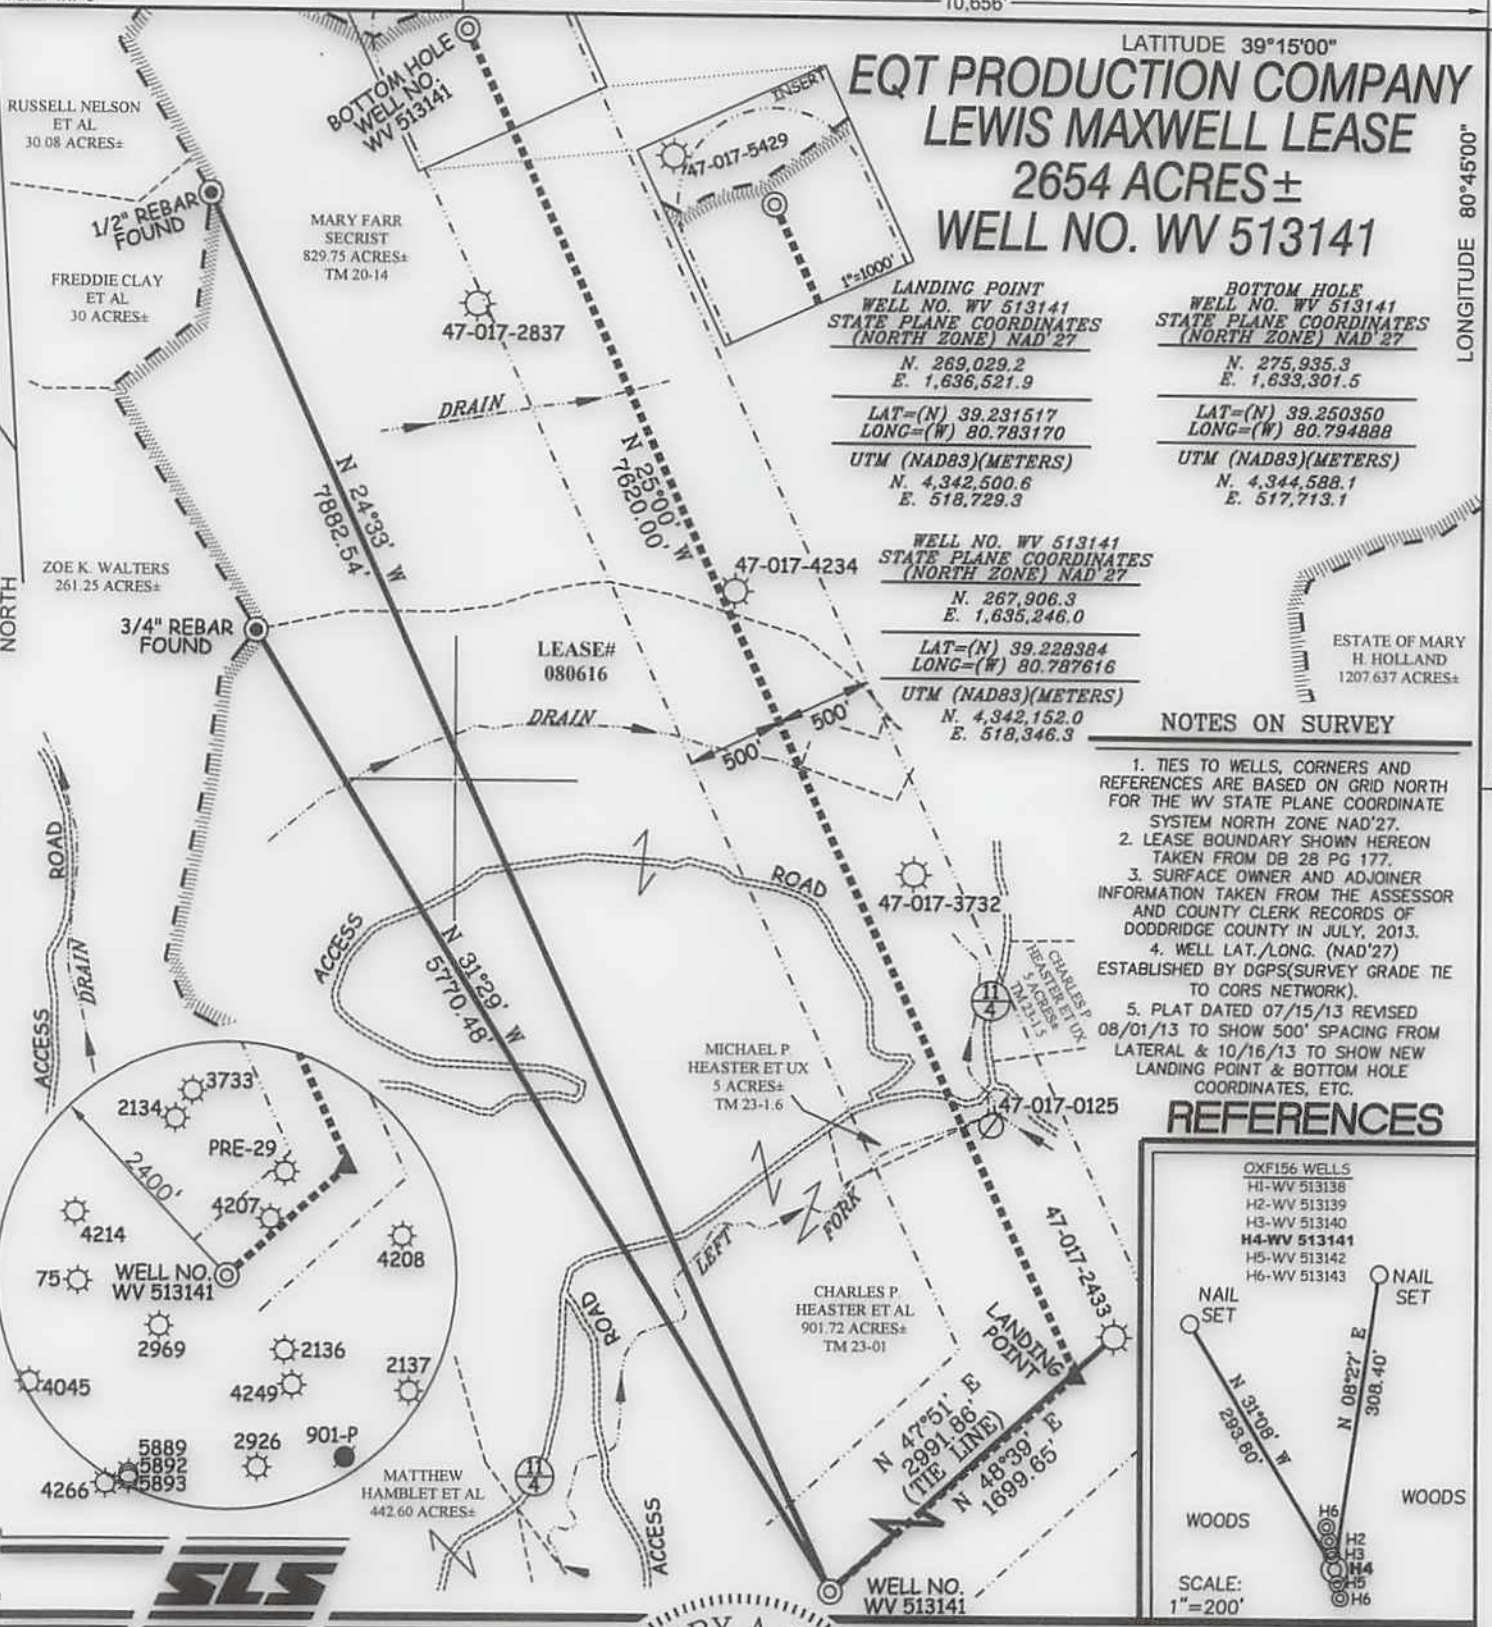 10,656'
LATITUDE 39°15'00"
EQT PRODUCTION COMPANY
LEWIS MAXWELL LEASE
2654 ACRES±
WELL NO. WV 513141
LONGITUDE 80°45'00"
LANDING POINT
WELL NO. WV 513141
STATE PLANE COORDINATES
(NORTH ZONE) NAD'27
N. 269,029.2
E. 1,636,521.9
LAT=(N) 39.231517
LONG=(W) 80.783170
UTM (NAD83)(METERS)
N. 4,342,500.6
E. 518,729.3
BOTTOM HOLE
WELL NO. WV 513141
STATE PLANE COORDINATES
(NORTH ZONE) NAD'27
N. 275,935.3
E. 1,633,301.5
LAT=(N) 39.250350
LONG=(W) 80.794888
UTM (NAD83)(METERS)
N. 4,344,588.1
E. 517,713.1
WELL NO. WV 513141
STATE PLANE COORDINATES
(NORTH ZONE) NAD'27
N. 267,906.3
E. 1,635,246.0
LAT=(N) 39.228384
LONG=(W) 80.787616
UTM (NAD83)(METERS)
N. 4,342,152.0
E. 518,346.3
BOTTOM HOLE
WELL NO.
WV 513141
INSERT
47-017-5429
1"=1000'
RUSSELL NELSON
ET AL
30.08 ACRES±
1/2" REBAR
FOUND
MARY FARR
SECRIST
829.75 ACRES±
TM 20-14
FREDDIE CLAY
ET AL
30 ACRES±
47-017-2837
DRAIN
N 24°33' W
7882.54'
N 25°00' W
7620.00'
ZOE K. WALTERS
261.25 ACRES±
NORTH
3/4" REBAR
FOUND
47-017-4234
LEASE#
080616
DRAIN
500'
500'
ESTATE OF MARY
H. HOLLAND
1207.637 ACRES±
NOTES ON SURVEY
1. TIES TO WELLS, CORNERS AND
REFERENCES ARE BASED ON GRID NORTH
FOR THE WV STATE PLANE COORDINATE
SYSTEM NORTH ZONE NAD'27.
2. LEASE BOUNDARY SHOWN HEREON
TAKEN FROM DB 28 PG 177.
3. SURFACE OWNER AND ADJOINER
INFORMATION TAKEN FROM THE ASSESSOR
AND COUNTY CLERK RECORDS OF
DODDRIDGE COUNTY IN JULY, 2013.
4. WELL LAT./LONG. (NAD'27)
ESTABLISHED BY DGPS(SURVEY GRADE TIE
TO CORS NETWORK).
5. PLAT DATED 07/15/13 REVISED
08/01/13 TO SHOW 500' SPACING FROM
LATERAL & 10/16/13 TO SHOW NEW
LANDING POINT & BOTTOM HOLE
COORDINATES, ETC.
ROAD
DRAIN
ACCESS
ACCESS
ROAD
N 31°29' W
5770.48'
47-017-3732
CHARLES P
HEASTER ET UX
5 ACRES±
TM 23-1.5
11
4
MICHAEL P.
HEASTER ET UX
5 ACRES±
TM 23-1.6
47-017-0125
3733
2134
PRE-29
2400'
4207
4214
4208
75
WELL NO.
WV 513141
2969
2136
4045
4249
2137
5889
5892
5893
2926
901-P
4266
LEFT
FORK
ROAD
CHARLES P.
HEASTER ET AL
901.72 ACRES±
TM 23-01
47-017-2433
LANDING
POINT
N 47°51' E
2991.86'
(TIE LINE)
N 48°39' E
1699.65'
MATTHEW
HAMBLET ET AL
442.60 ACRES±
11
4
ACCESS
WELL NO.
WV 513141
SLS
REFERENCES
OXF156 WELLS
H1-WV 513138
H2-WV 513139
H3-WV 513140
H4-WV 513141
H5-WV 513142
H6-WV 513143
NAIL
SET
NAIL
SET
N 31°08' W
293.80'
N 08°27' E
308.40'
WOODS
WOODS
H6
H2
H3
H4
H5
H6
SCALE:
1"=200'